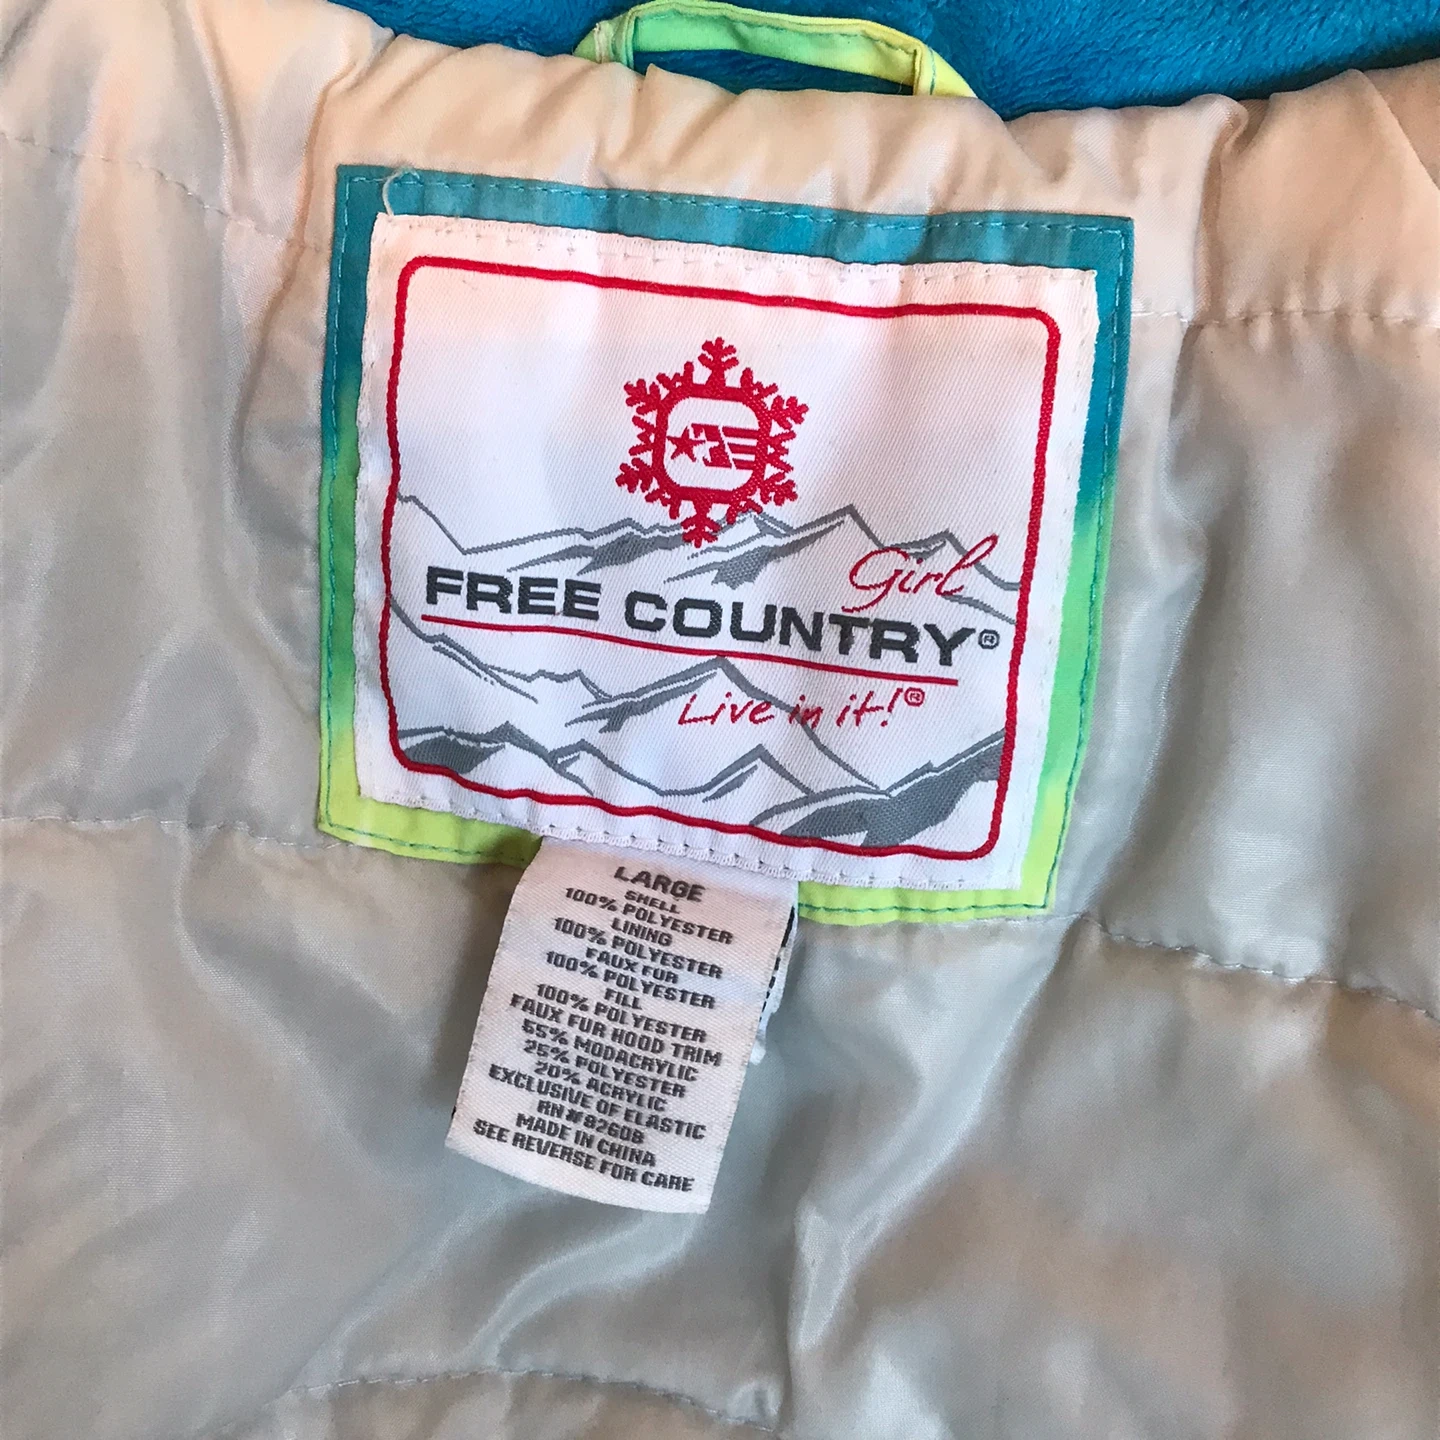 Girl
FREE COUNTRY®
Live in it!®
LARGE
SHELL
100% POLYESTER
LINING
100% POLYESTER
FAUX FUR
100% POLYESTER
FILL
100% POLYESTER
FAUX FUR HOOD TRIM
55% MODACRYLIC
25% POLYESTER
20% ACRYLIC
EXCLUSIVE OF ELASTIC
RN#82608
MADE IN CHINA
SEE REVERSE FOR CARE